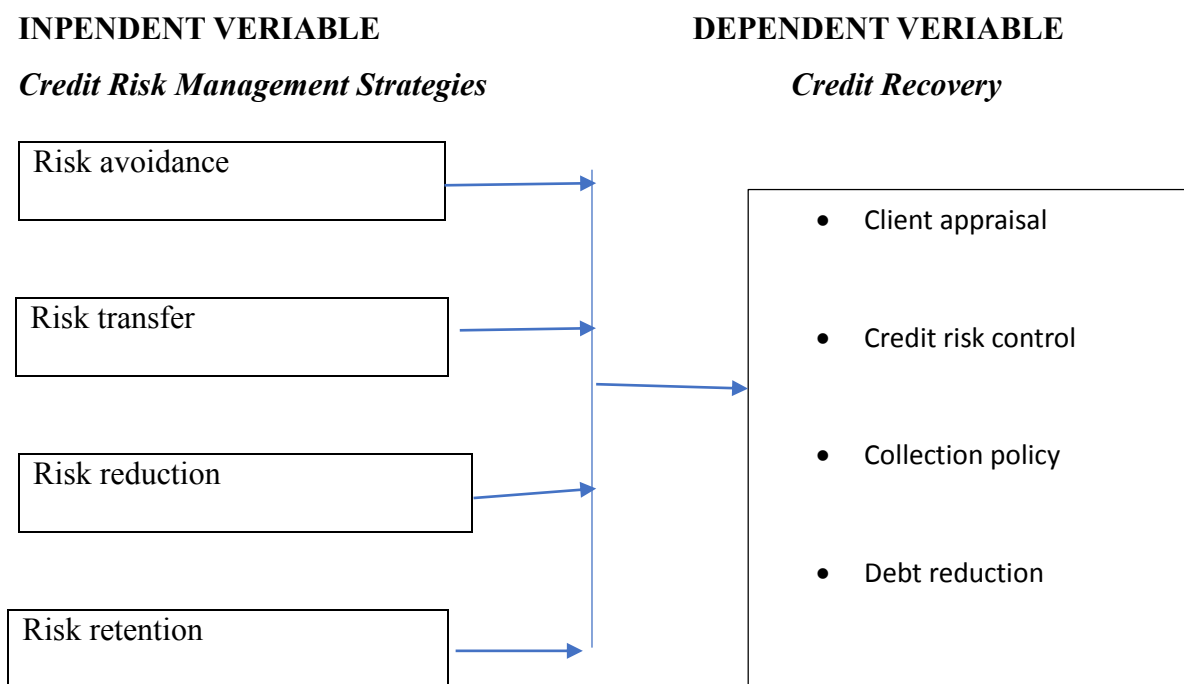 INPENDENT VERIABLE
DEPENDENT VERIABLE
Credit Risk Management Strategies
Credit Recovery
Risk avoidance
Risk transfer
Risk reduction
Risk retention
• Client appraisal
• Credit risk control
• Collection policy
• Debt reduction